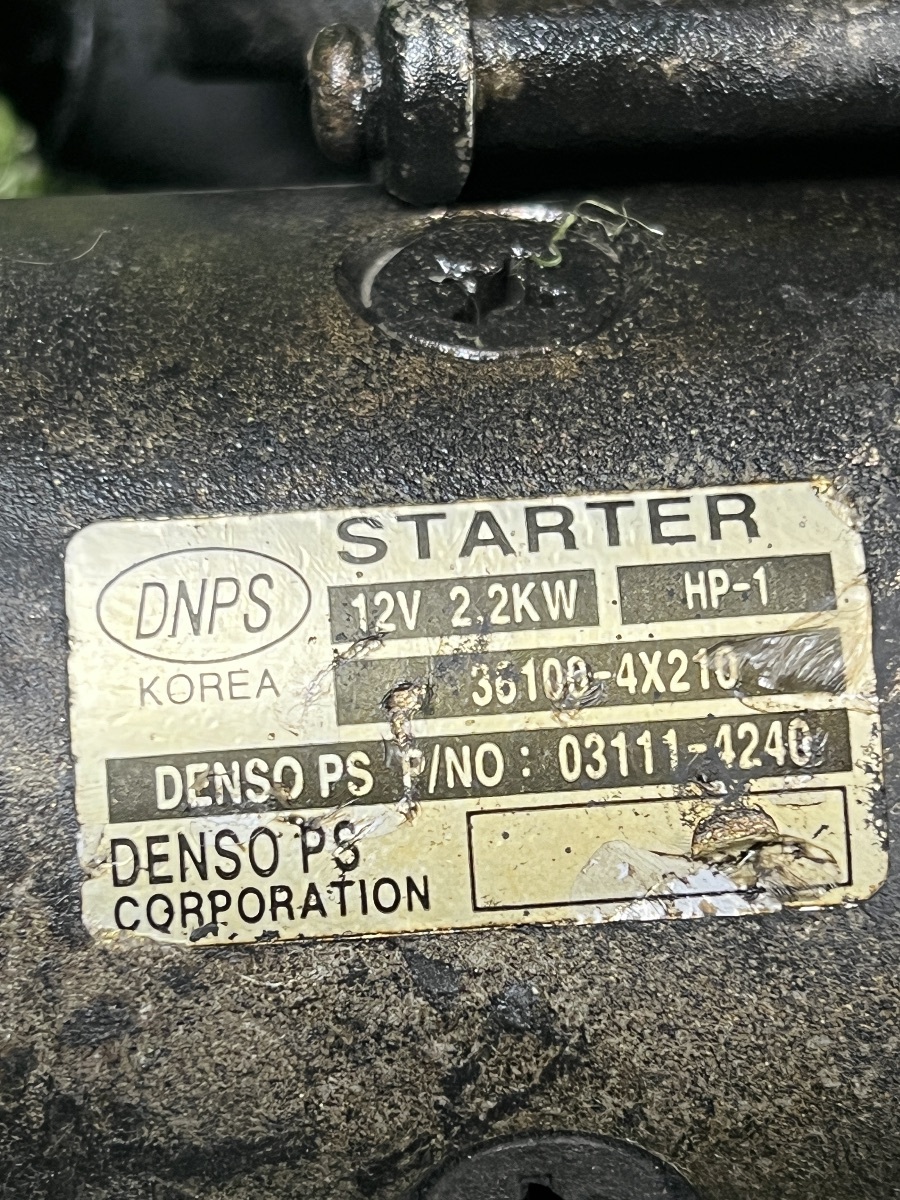 STARTER
DNPS
KOREA
12V 2.2KW
HP-1
36100-4X210
DENSO PS P/NO : 03111-4240
DENSO PS
CORPORATION